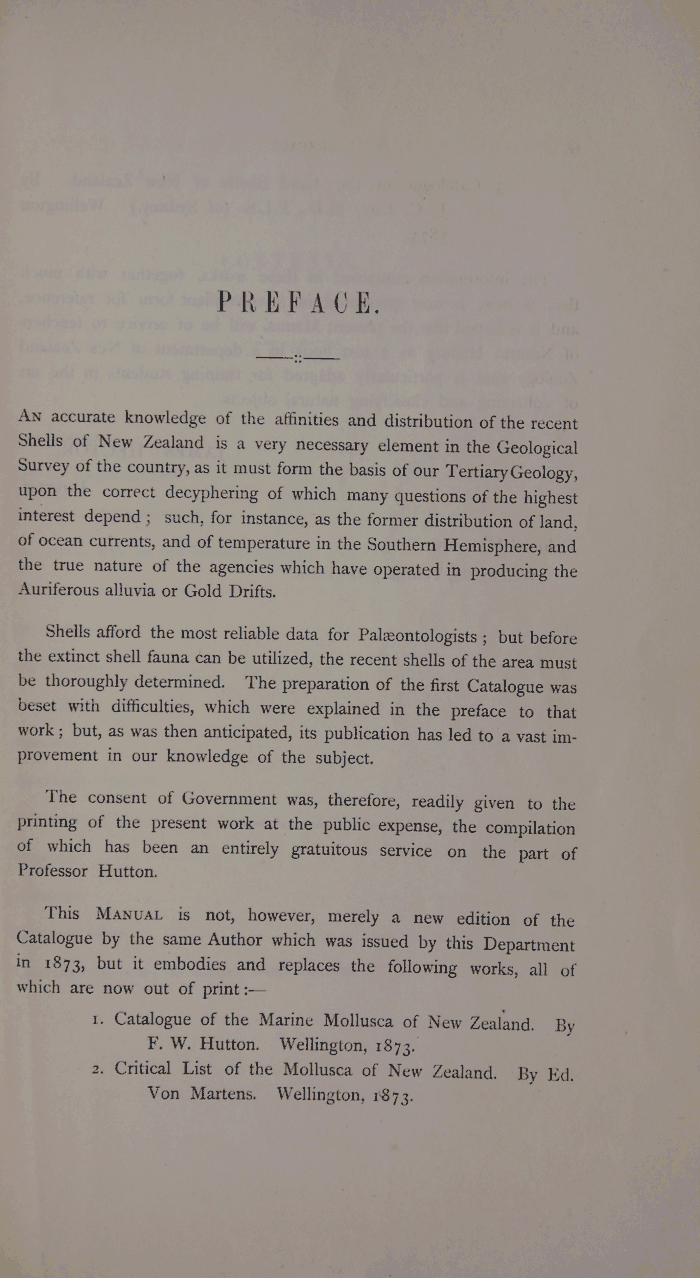 PREFACE.
AN accurate knowledge of the affinities and distribution of the recent
Shells of New Zealand is a very necessary element in the Geological
Survey of the country, as it must form the basis of our Tertiary Geology,
upon the correct decyphering of which many questions of the highest
interest depend ; such, for instance, as the former distribution of land,
of ocean currents, and of temperature in the Southern Hemisphere, and
the true nature of the agencies which have operated in producing the
Auriferous alluvia or Gold Drifts.
Shells afford the most reliable data for Palæontologists ; but before
the extinct shell fauna can be utilized, the recent shells of the area must
be thoroughly determined. The preparation of the first Catalogue was
beset with difficulties, which were explained in the preface to that
work ; but, as was then anticipated, its publication has led to a vast im-
provement in our knowledge of the subject.
The consent of Government was, therefore, readily given to the
printing of the present work at the public expense, the compilation
of which has been an entirely gratuitous service on the part of
Professor Hutton.
This MANUAL is not, however, merely a new edition of the
Catalogue by the same Author which was issued by this Department
in 1873, but it embodies and replaces the following works, all of
which are now out of print :—
1. Catalogue of the Marine Mollusca of New Zealand. By
F. W. Hutton. Wellington, 1873.
2. Critical List of the Mollusca of New Zealand. By Ed.
Von Martens. Wellington, 1873.